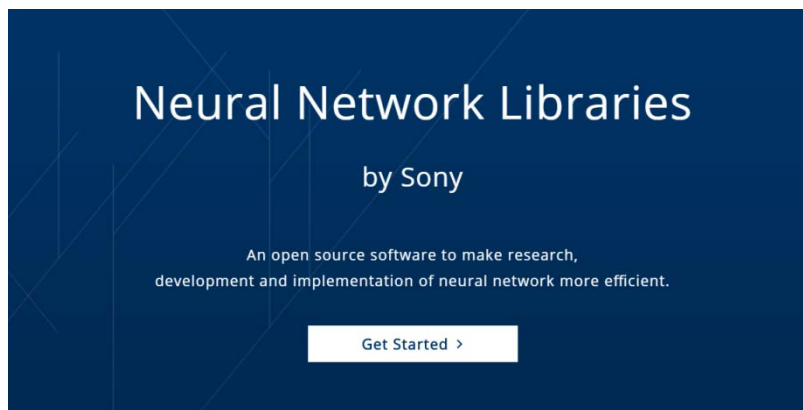 Neural Network Libraries
by Sony
An open source software to make research,
development and implementation of neural network more efficient.
Get Started >